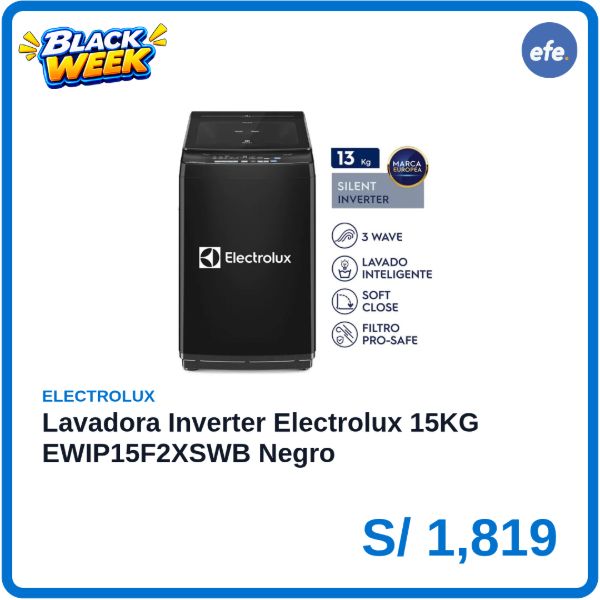 BLACK
WEEK
efe.
13 Kg
MARCA
EUROPEA
SILENT
INVERTER
3 WAVE
LAVADO
INTELIGENTE
SOFT
CLOSE
FILTRO
PRO-SAFE
Electrolux
ELECTROLUX
Lavadora Inverter Electrolux 15KG
EWIP15F2XSWB Negro
S/ 1,819